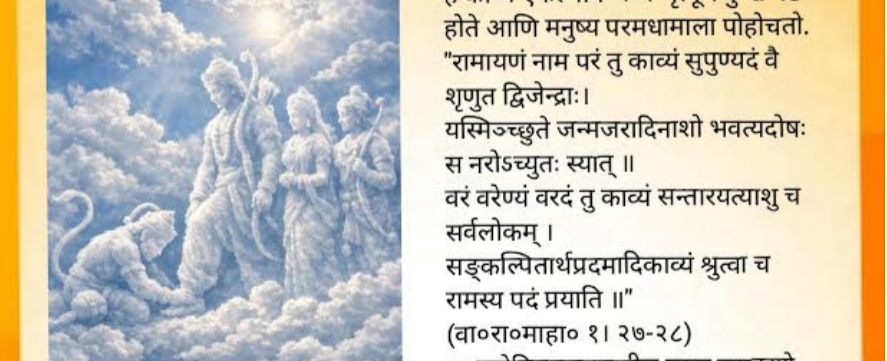 होते आणि मनुष्य परमधामाला पोहोचतो.
"रामायणं नाम परं तु काव्यं सुपुण्यदं वै
शृणुत द्विजेन्द्राः।
यस्मिञ्च्छुते जन्मजरादिनाशो भवत्यदोषः
स नरोऽच्युतः स्यात् ॥
वरं वरेण्यं वरदं तु काव्यं सन्तारयत्याशु च
सर्वलोकम् ।
सङ्कल्पितार्थप्रदमादिकाव्यं श्रुत्वा च
रामस्य पदं प्रयाति ॥"
(वा०रा०माहा० १। २७-२८)